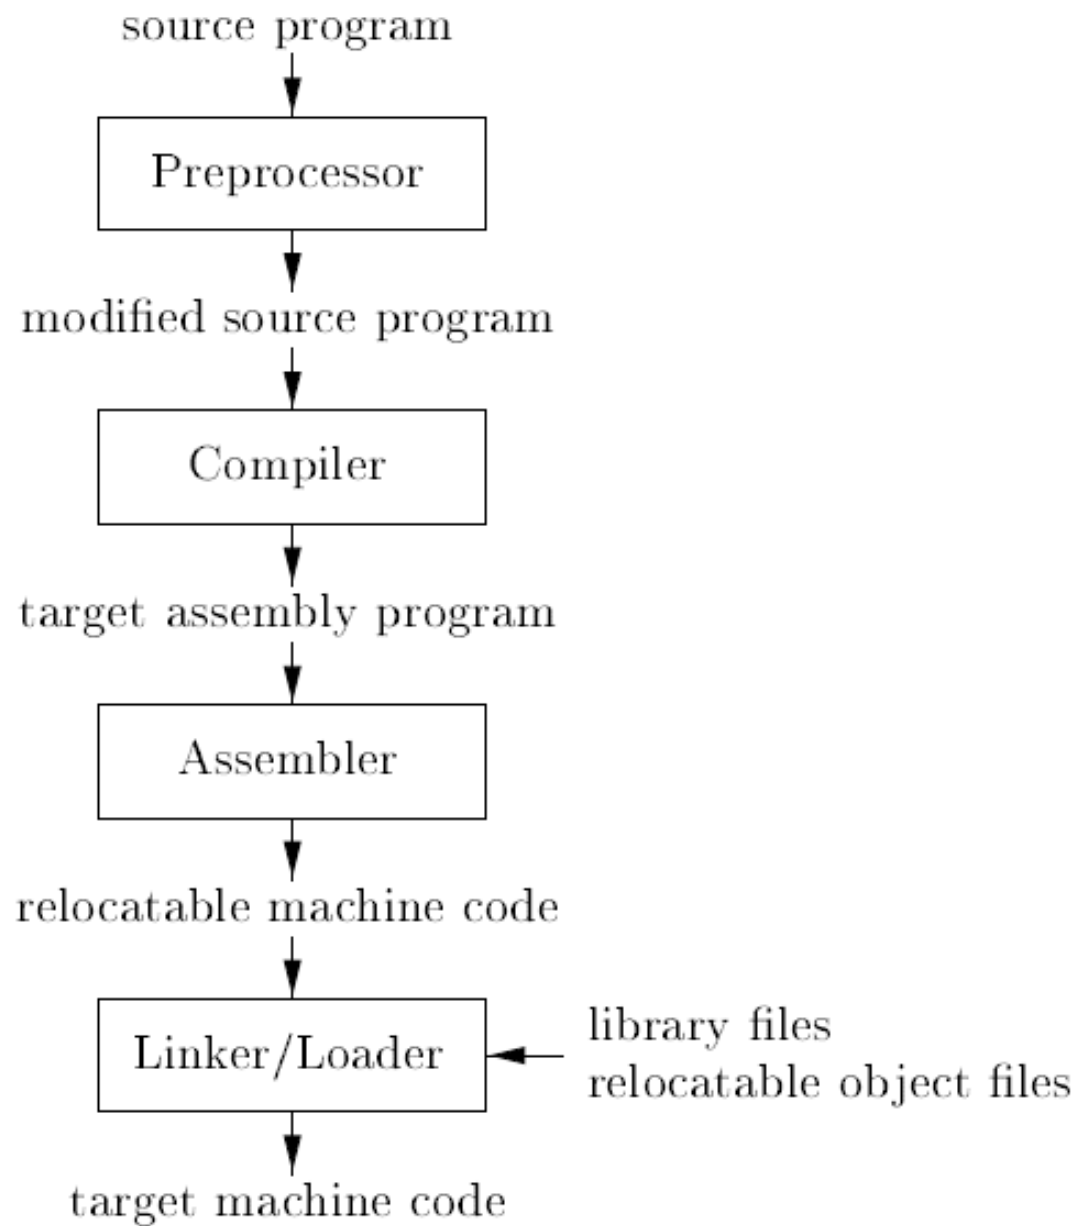 source program
Preprocessor
modified source program
Compiler
target assembly program
Assembler
relocatable machine code
Linker/Loader
library files
relocatable object files
target machine code